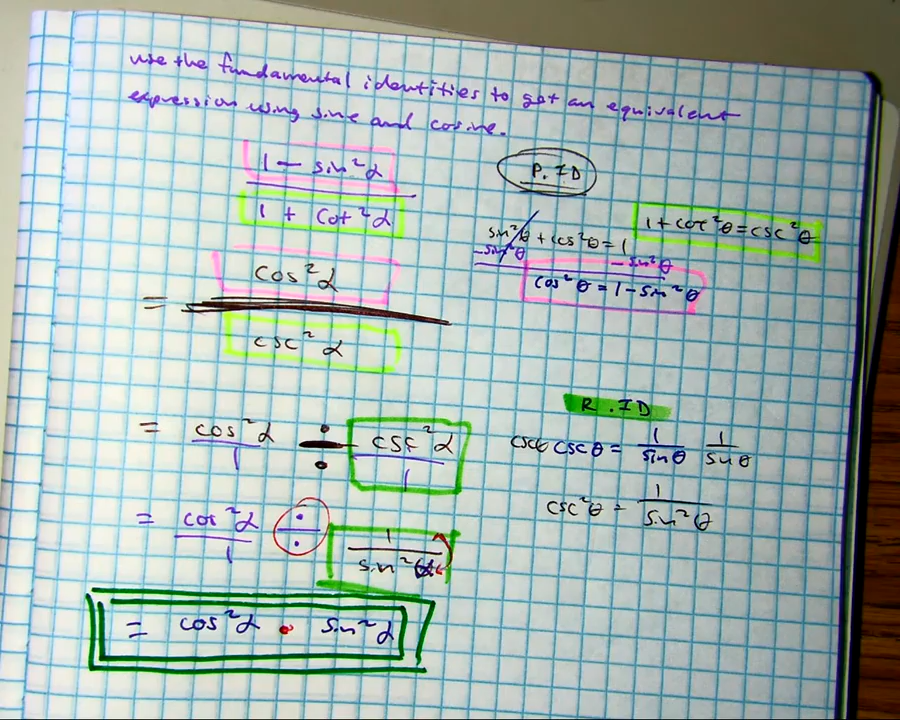 use the fundamental identities to get an equivalent
expression using sine and cosine.
1 - sin²α
1 + cot²α
= cos²α
csc²α
= cos²α/1 ÷ csc²α/1
= cos²α/1 ÷ 1/sin²α
= cos²α · sin²α
P. ID
sin²θ + cos²θ = 1
-sin²θ - sin²θ
cos²θ = 1 - sin²θ
1 + cot²θ = csc²θ
R. ID
cscθ cscθ = 1/sinθ 1/sinθ
csc²θ = 1/sin²θ